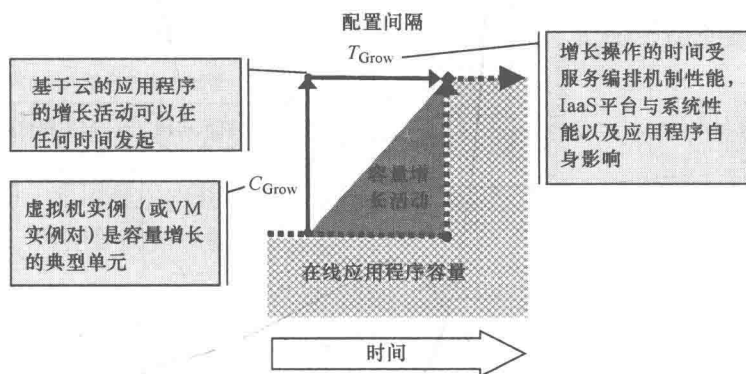 配置间隔
T_Grow
基于云的应用程序
的增长活动可以在
任何时间发起
增长操作的时间受
服务编排机制性能,
IaaS平台与系统性
能以及应用程序自
身影响
C_Grow
虚拟机实例（或VM
实例对）是容量增长
的典型单元
容量增
长活动
在线应用程序容量
时间